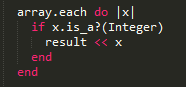 array.each do |x|
if x.is_a?(Integer)
result << x
end
end